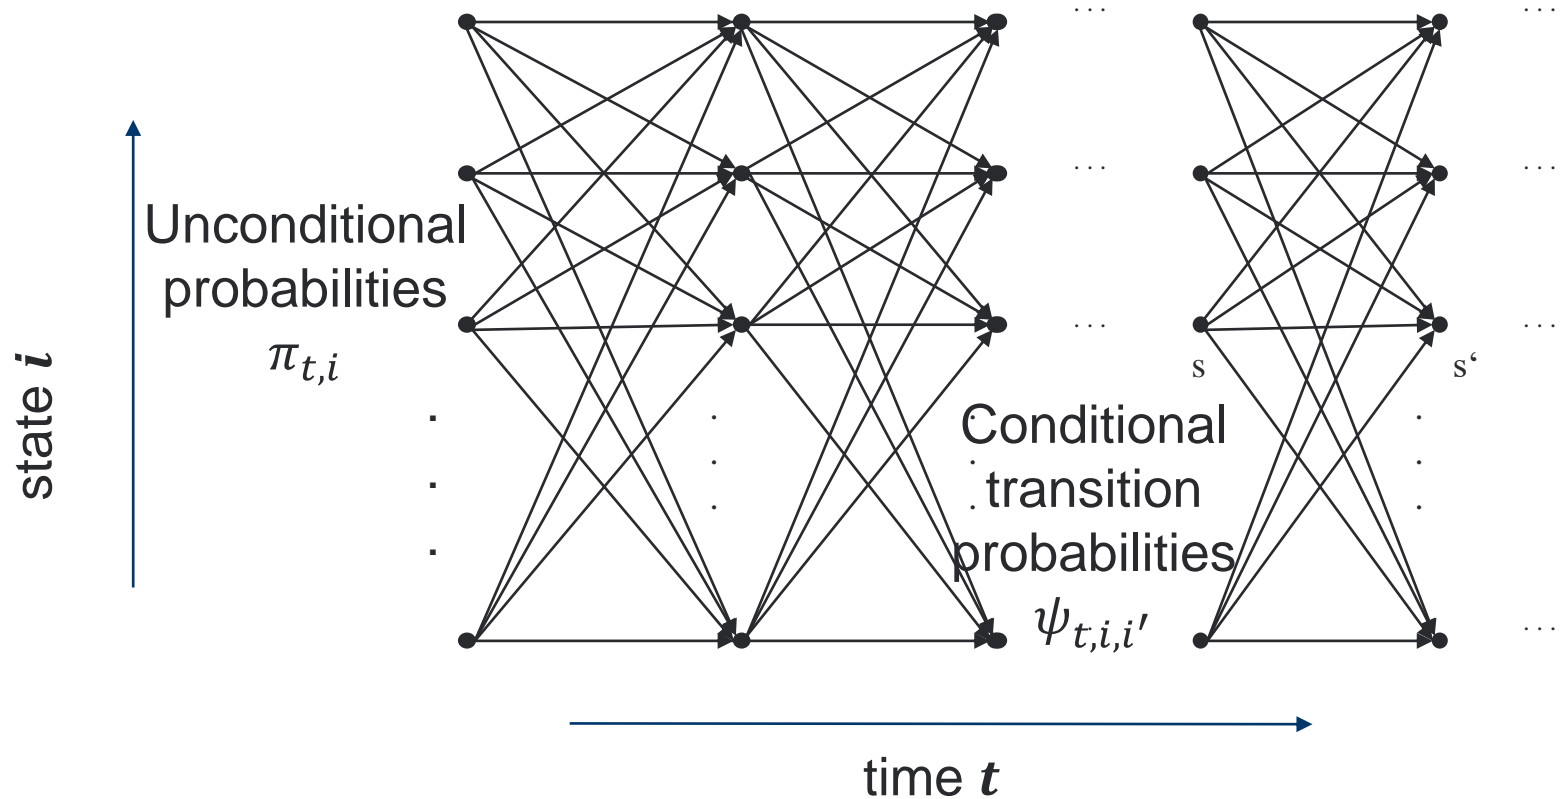 . . .
. . .
. . .
. . .
Unconditional
probabilities
π_{t,i}
. . .
. . .
s
s‘
Conditional
transition
probabilities
ψ_{t,i,i′}
state i
. . .
time t